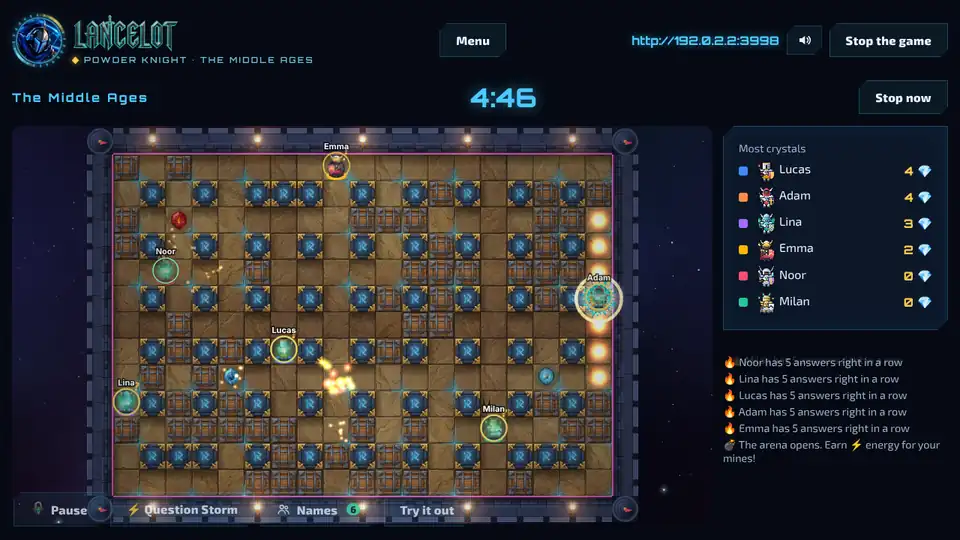 LANCELOT
POWDER KNIGHT · THE MIDDLE AGES
Menu
http://192.0.2.2:3998
Stop the game
The Middle Ages
4:46
Stop now
Emma
Noor
Adam
Lucas
Lina
Milan
Most crystals
Lucas 4
Adam 4
Lina 3
Emma 2
Noor 0
Milan 0
Noor has 5 answers right in a row
Lina has 5 answers right in a row
Lucas has 5 answers right in a row
Adam has 5 answers right in a row
Emma has 5 answers right in a row
The arena opens. Earn ⚡ energy for your
mines!
Pause
Question Storm
Names 6
Try it out